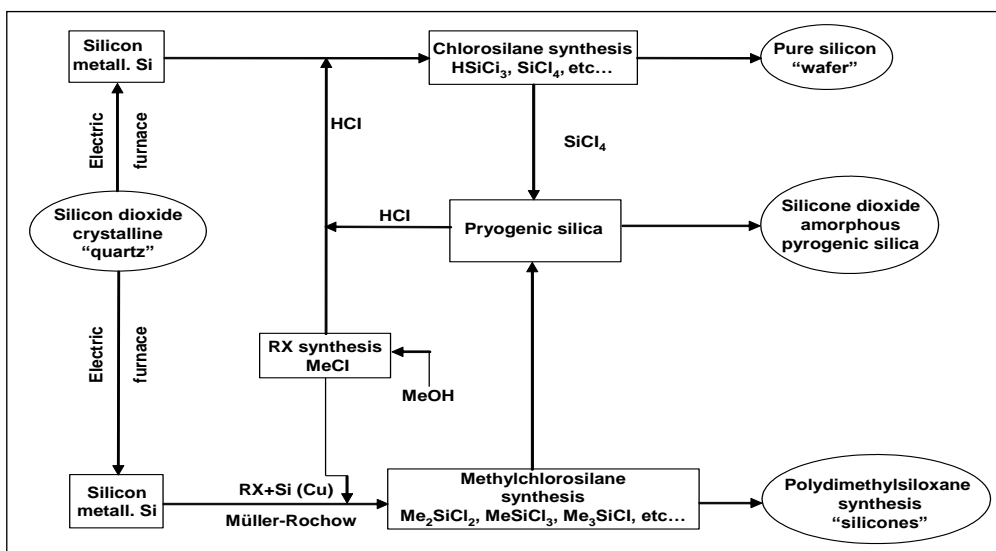 Silicon
metall. Si
Chlorosilane synthesis
HSiCi₃, SiCl₄, etc…
Pure silicon
“wafer”
Electric
furnace
HCl
SiCl₄
Silicon dioxide
crystalline
“quartz”
HCl
Pryogenic silica
Silicone dioxide
amorphous
pyrogenic silica
Electric
furnace
RX synthesis
MeCl
MeOH
Silicon
metall. Si
RX+Si (Cu)
Müller-Rochow
Methylchlorosilane
synthesis
Me₂SiCl₂, MeSiCl₃, Me₃SiCl, etc…
Polydimethylsiloxane
synthesis
“silicones”